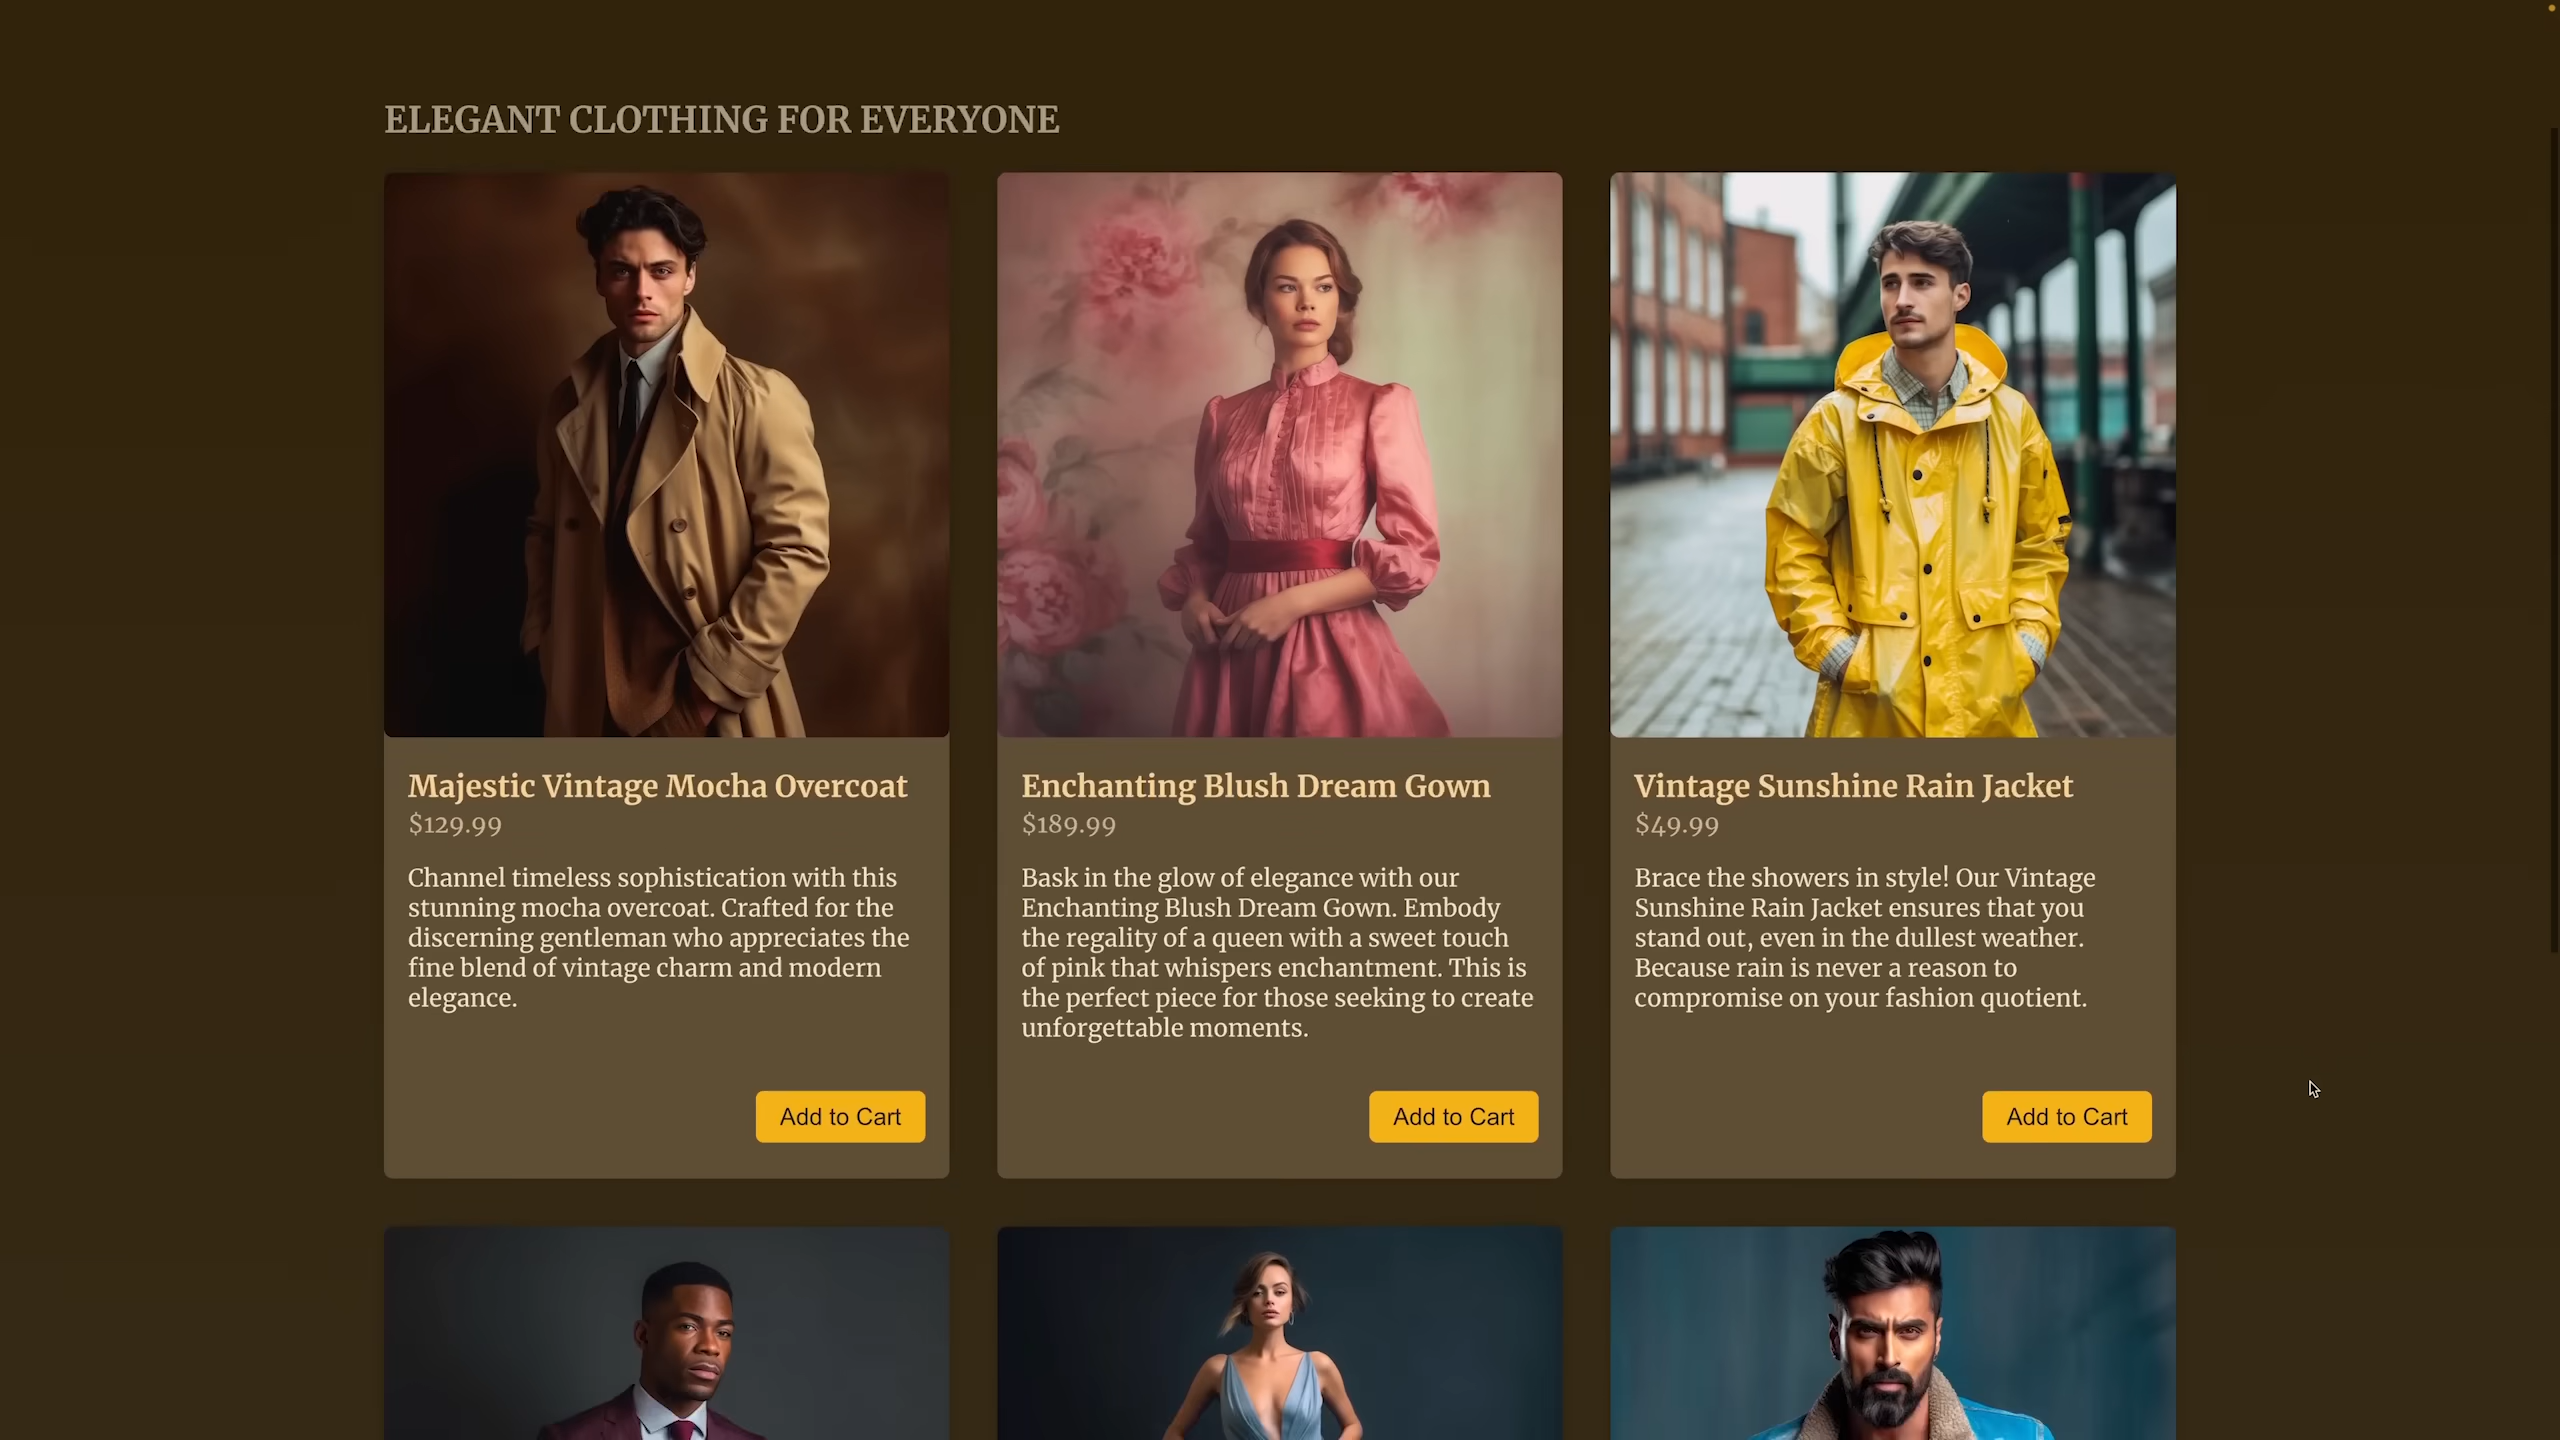 ELEGANT CLOTHING FOR EVERYONE
Majestic Vintage Mocha Overcoat
$129.99
Channel timeless sophistication with this
stunning mocha overcoat. Crafted for the
discerning gentleman who appreciates the
fine blend of vintage charm and modern
elegance.
Add to Cart
Enchanting Blush Dream Gown
$189.99
Bask in the glow of elegance with our
Enchanting Blush Dream Gown. Embody
the regality of a queen with a sweet touch
of pink that whispers enchantment. This is
the perfect piece for those seeking to create
unforgettable moments.
Add to Cart
Vintage Sunshine Rain Jacket
$49.99
Brace the showers in style! Our Vintage
Sunshine Rain Jacket ensures that you
stand out, even in the dullest weather.
Because rain is never a reason to
compromise on your fashion quotient.
Add to Cart